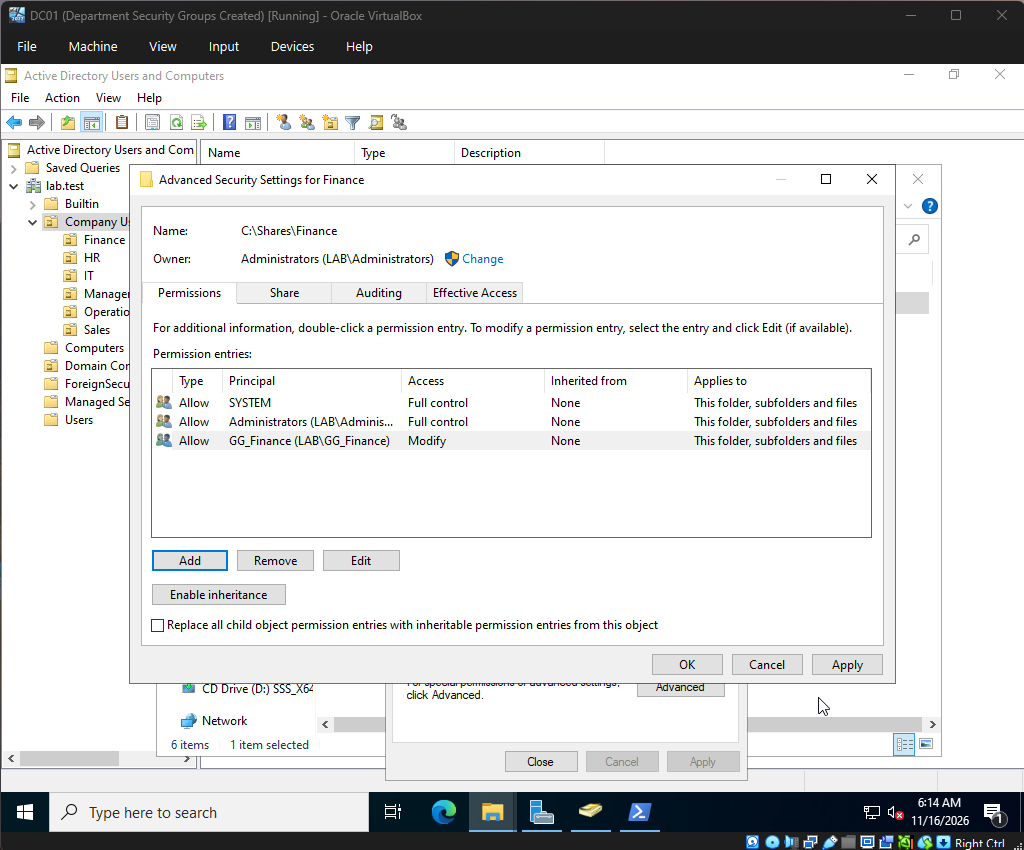 DC01 (Department Security Groups Created) [Running] - Oracle VirtualBox
File Machine View Input Devices Help
Active Directory Users and Computers
File Action View Help
Active Directory Users and Com
Name Type Description
Saved Queries
lab.test
Builtin
Company Us
Finance
HR
IT
Manager
Operatio
Sales
Computers
Domain Con
ForeignSecu
Managed Se
Users
Advanced Security Settings for Finance
Name: C:\Shares\Finance
Owner: Administrators (LAB\Administrators) Change
Permissions Share Auditing Effective Access
For additional information, double-click a permission entry. To modify a permission entry, select the entry and click Edit (if available).
Permission entries:
Type Principal Access Inherited from Applies to
Allow SYSTEM Full control None This folder, subfolders and files
Allow Administrators (LAB\Adminis... Full control None This folder, subfolders and files
Allow GG_Finance (LAB\GG_Finance) Modify None This folder, subfolders and files
Add Remove Edit
Enable inheritance
Replace all child object permission entries with inheritable permission entries from this object
OK Cancel Apply
CD Drive (D:) SSS_X64
Network
6 items 1 item selected
For special permissions or advanced settings, click Advanced.
Advanced
Close Cancel Apply
Type here to search
6:14 AM
11/16/2026
1
Right Ctrl